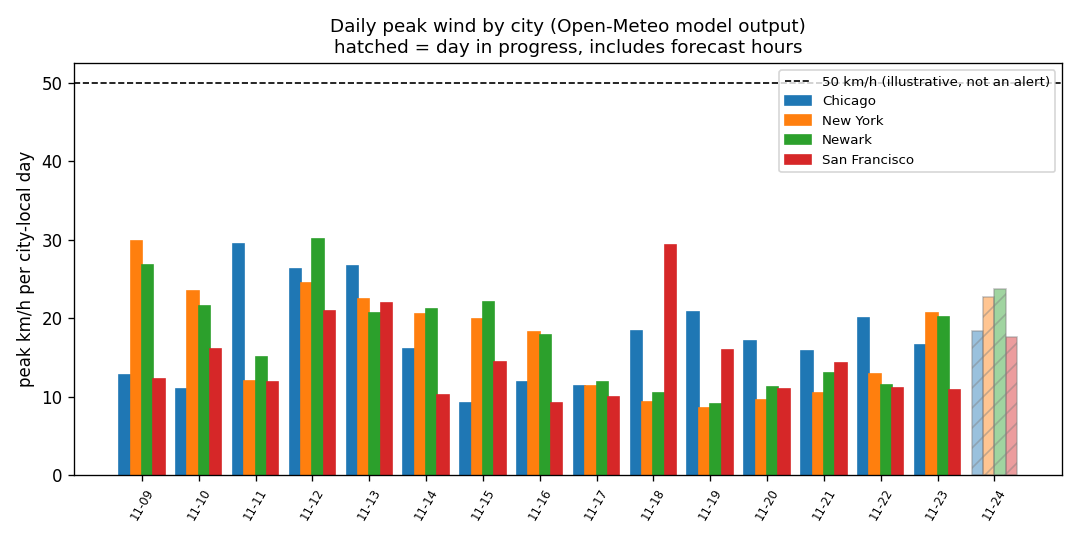 Daily peak wind by city (Open-Meteo model output)
hatched = day in progress, includes forecast hours
peak km/h per city-local day
50
40
30
20
10
0
50 km/h (illustrative, not an alert)
Chicago
New York
Newark
San Francisco
11-09
11-10
11-11
11-12
11-13
11-14
11-15
11-16
11-17
11-18
11-19
11-20
11-21
11-22
11-23
11-24